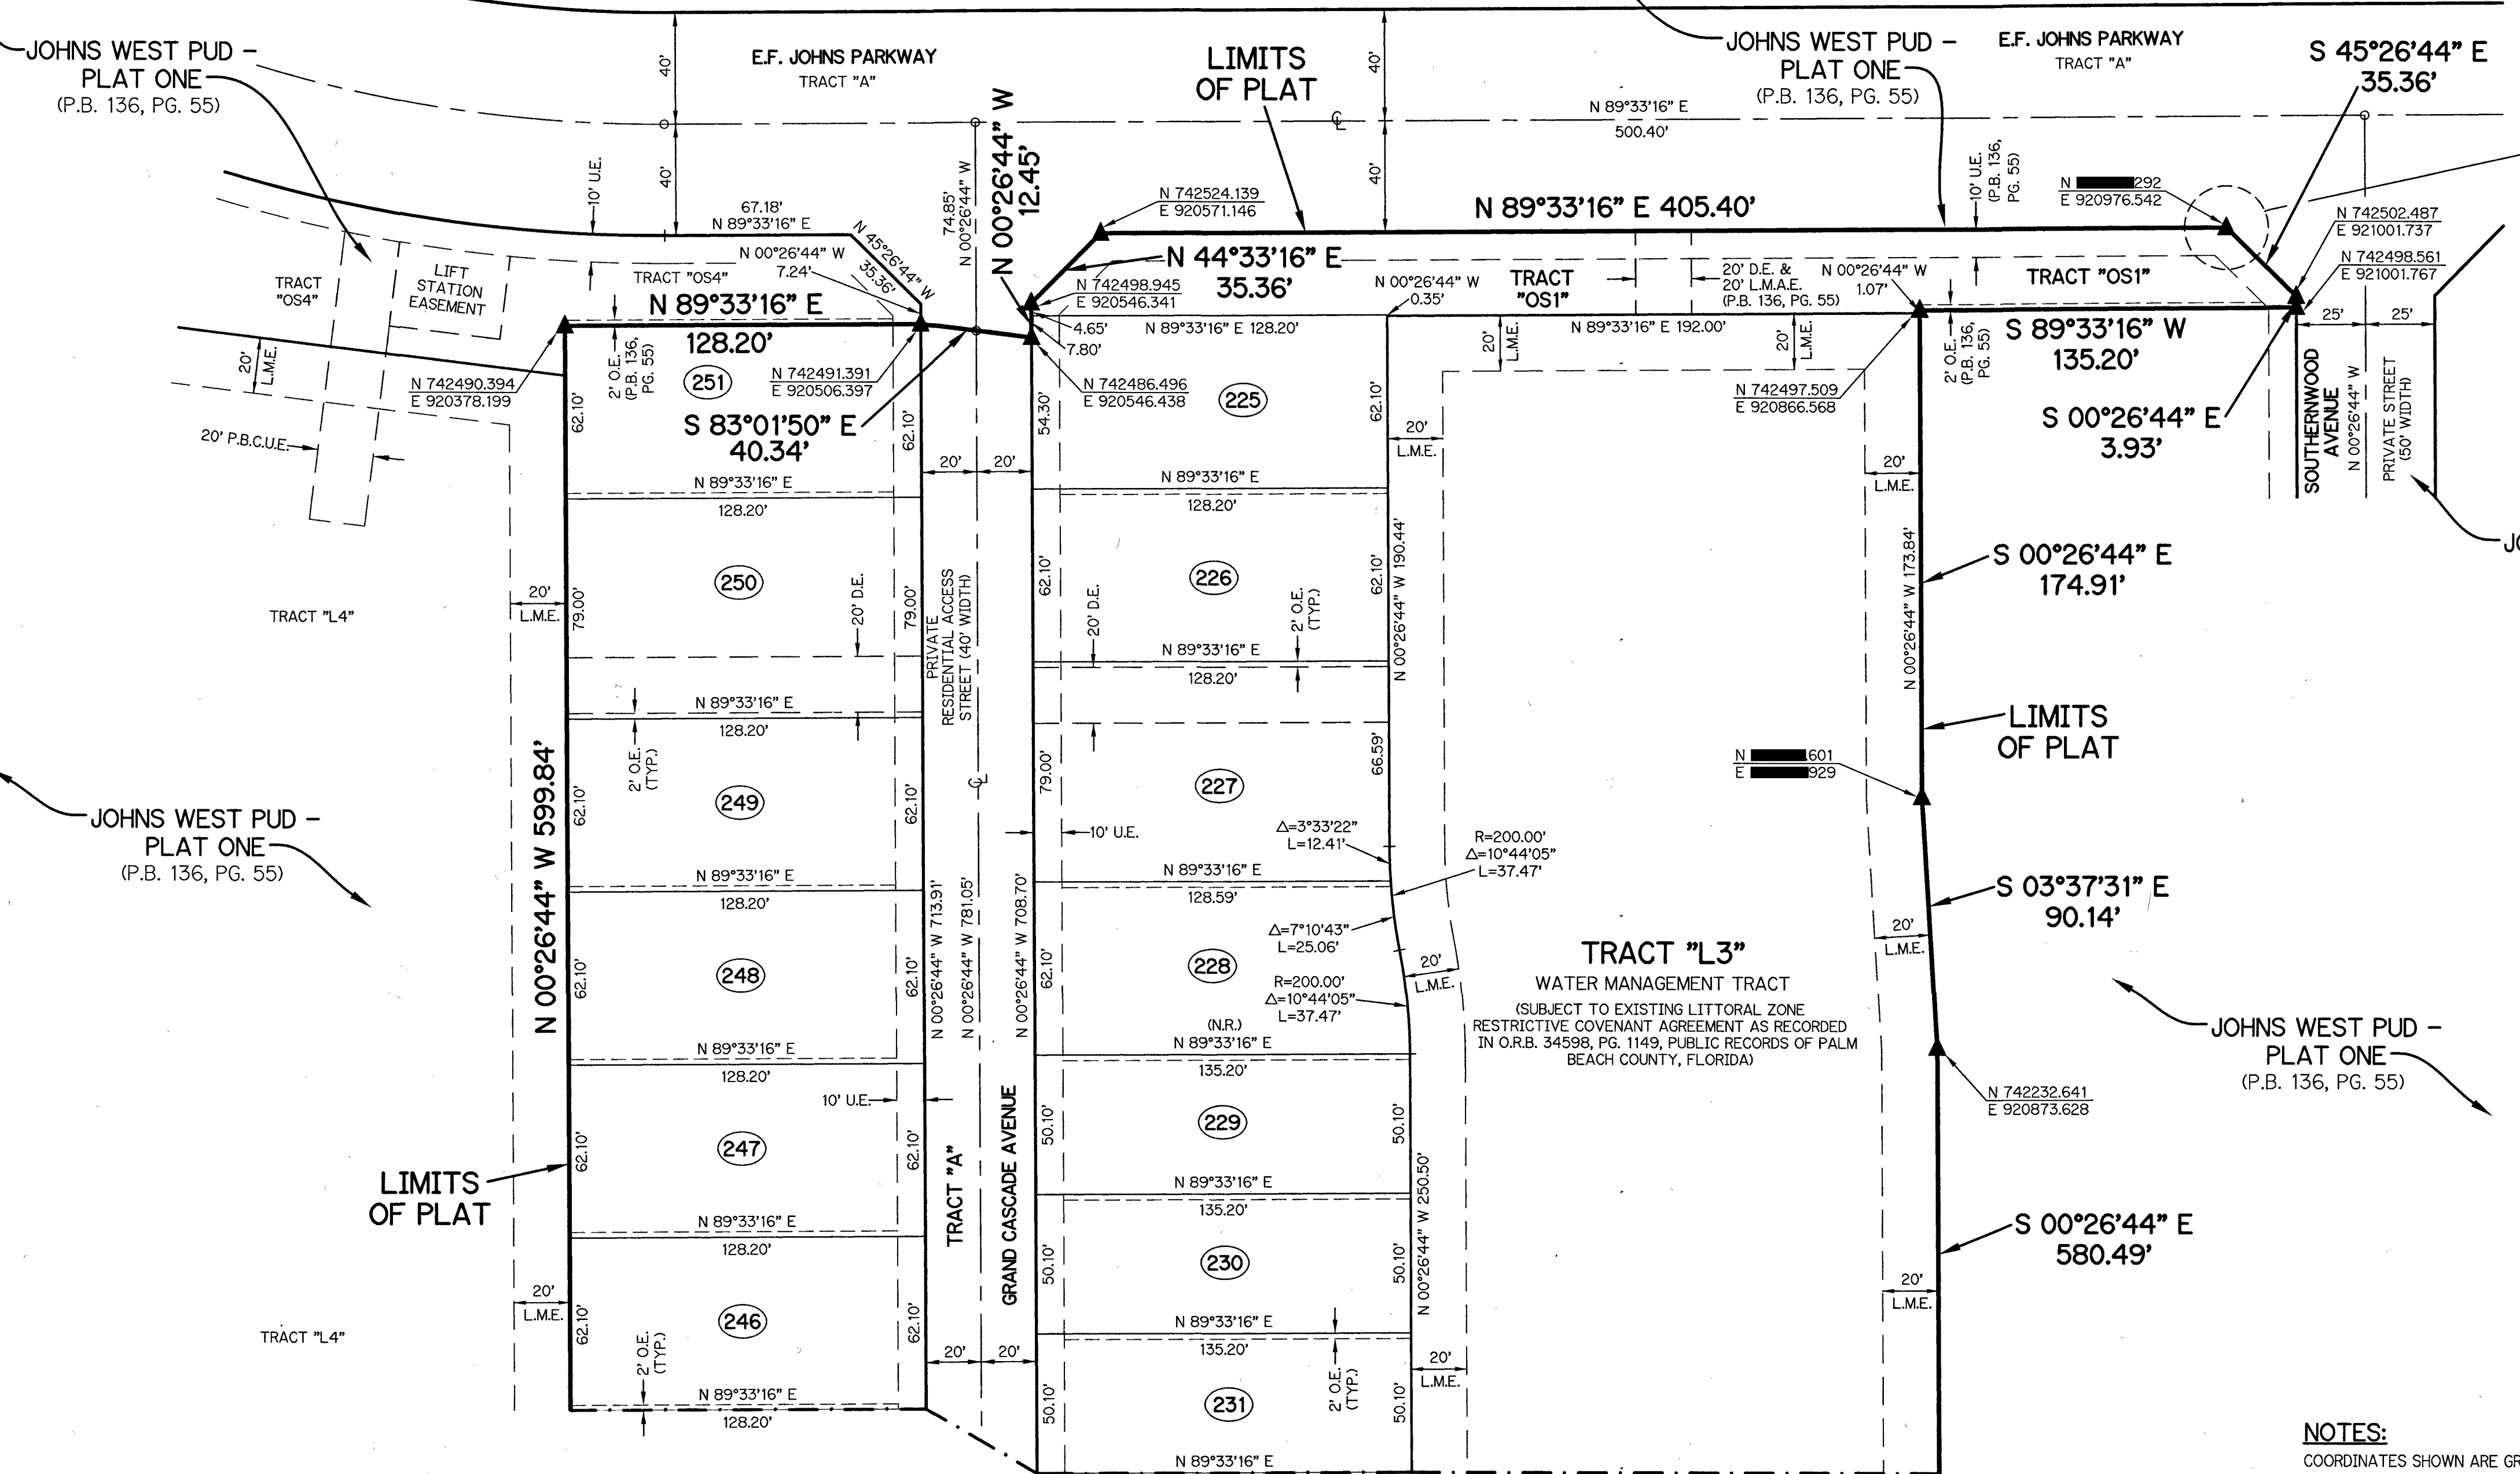 JOHNS WEST PUD -
PLAT ONE
(P.B. 136, PG. 55)
E.F. JOHNS PARKWAY
TRACT "A"
40'
40'
LIMITS
OF PLAT
40'
40'
JOHNS WEST PUD -
PLAT ONE
(P.B. 136, PG. 55)
E.F. JOHNS PARKWAY
TRACT "A"
S 45°26'44" E
35.36'
N 89°33'16" E
500.40'
℄
10' U.E.
67.18'
N 89°33'16" E
N 45°26'44" W
35.36'
N 00°26'44" W
7.24'
74.85'
N 00°26'44" W
N 00°26'44" W
12.45'
N 742524.139
E 920571.146
N 89°33'16" E 405.40'
10' U.E.
(P.B. 136,
PG. 55)
N 292
E 920976.542
N 742502.487
E 921001.737
N 742498.561
E 921001.767
TRACT
"OS4"
LIFT
STATION
EASEMENT
TRACT "OS4"
N 89°33'16" E
128.20'
N 44°33'16" E
35.36'
N 742498.945
E 920546.341
4.65'
7.80'
N 89°33'16" E 128.20'
N 00°26'44" W
0.35'
TRACT
"OS1"
20' D.E. &
20' L.M.A.E.
(P.B. 136, PG. 55)
N 00°26'44" W
1.07'
TRACT "OS1"
N 89°33'16" E 192.00'
S 89°33'16" W
135.20'
25'
25'
20'
L.M.E.
N 742490.394
E 920378.199
2' O.E.
(P.B. 136,
PG. 55)
251
N 742491.391
E 920506.397
S 83°01'50" E
40.34'
N 742486.496
E 920546.438
225
20'
L.M.E.
20'
L.M.E.
N 742497.509
E 920866.568
2' O.E.
(P.B. 136,
PG. 55)
S 00°26'44" E
3.93'
SOUTHERNWOOD
AVENUE
N 00°26'44" W
PRIVATE STREET
(50' WIDTH)
20' P.B.C.U.E.
62.10'
62.10'
54.30'
62.10'
20'
20'
20'
L.M.E.
20'
L.M.E.
N 89°33'16" E
128.20'
N 89°33'16" E
128.20'
250
79.00'
79.00'
20' D.E.
PRIVATE
RESIDENTIAL ACCESS
STREET (40' WIDTH)
62.10'
226
62.10'
N 00°26'44" W 190.44'
N 00°26'44" W 173.84'
S 00°26'44" E
174.91'
JO
TRACT "L4"
20'
L.M.E.
20' D.E.
2' O.E.
(TYP.)
N 89°33'16" E
128.20'
N 89°33'16" E
128.20'
2' O.E.
(TYP.)
LIMITS
OF PLAT
N 601
E 929
N 00°26'44" W 599.84'
62.10'
249
62.10'
℄
79.00'
227
66.59'
10' U.E.
Δ=3°33'22"
L=12.41'
R=200.00'
Δ=10°44'05"
L=37.47'
JOHNS WEST PUD -
PLAT ONE
(P.B. 136, PG. 55)
N 89°33'16" E
128.20'
N 89°33'16" E
128.59'
S 03°37'31" E
90.14'
Δ=7°10'43"
L=25.06'
62.10'
248
62.10'
N 00°26'44" W 713.91'
N 00°26'44" W 781.05'
N 00°26'44" W 708.70'
62.10'
228
20'
L.M.E.
R=200.00'
Δ=10°44'05"
L=37.47'
TRACT "L3"
WATER MANAGEMENT TRACT
(SUBJECT TO EXISTING LITTORAL ZONE
RESTRICTIVE COVENANT AGREEMENT AS RECORDED
IN O.R.B. 34598, PG. 1149, PUBLIC RECORDS OF PALM
BEACH COUNTY, FLORIDA)
20'
L.M.E.
(N.R.)
N 89°33'16" E
135.20'
N 89°33'16" E
128.20'
JOHNS WEST PUD -
PLAT ONE
(P.B. 136, PG. 55)
N 742232.641
E 920873.628
10' U.E.
62.10'
247
62.10'
50.10'
229
50.10'
LIMITS
OF PLAT
TRACT "A"
GRAND CASCADE AVENUE
N 89°33'16" E
135.20'
N 89°33'16" E
128.20'
N 00°26'44" W 250.50'
S 00°26'44" E
580.49'
50.10'
230
50.10'
20'
L.M.E.
20'
L.M.E.
TRACT "L4"
62.10'
246
62.10'
N 89°33'16" E
135.20'
2' O.E.
(TYP.)
20'
20'
2' O.E.
(TYP.)
20'
L.M.E.
N 89°33'16" E
128.20'
50.10'
231
50.10'
N 89°33'16" E
NOTES:
COORDINATES SHOWN ARE GR